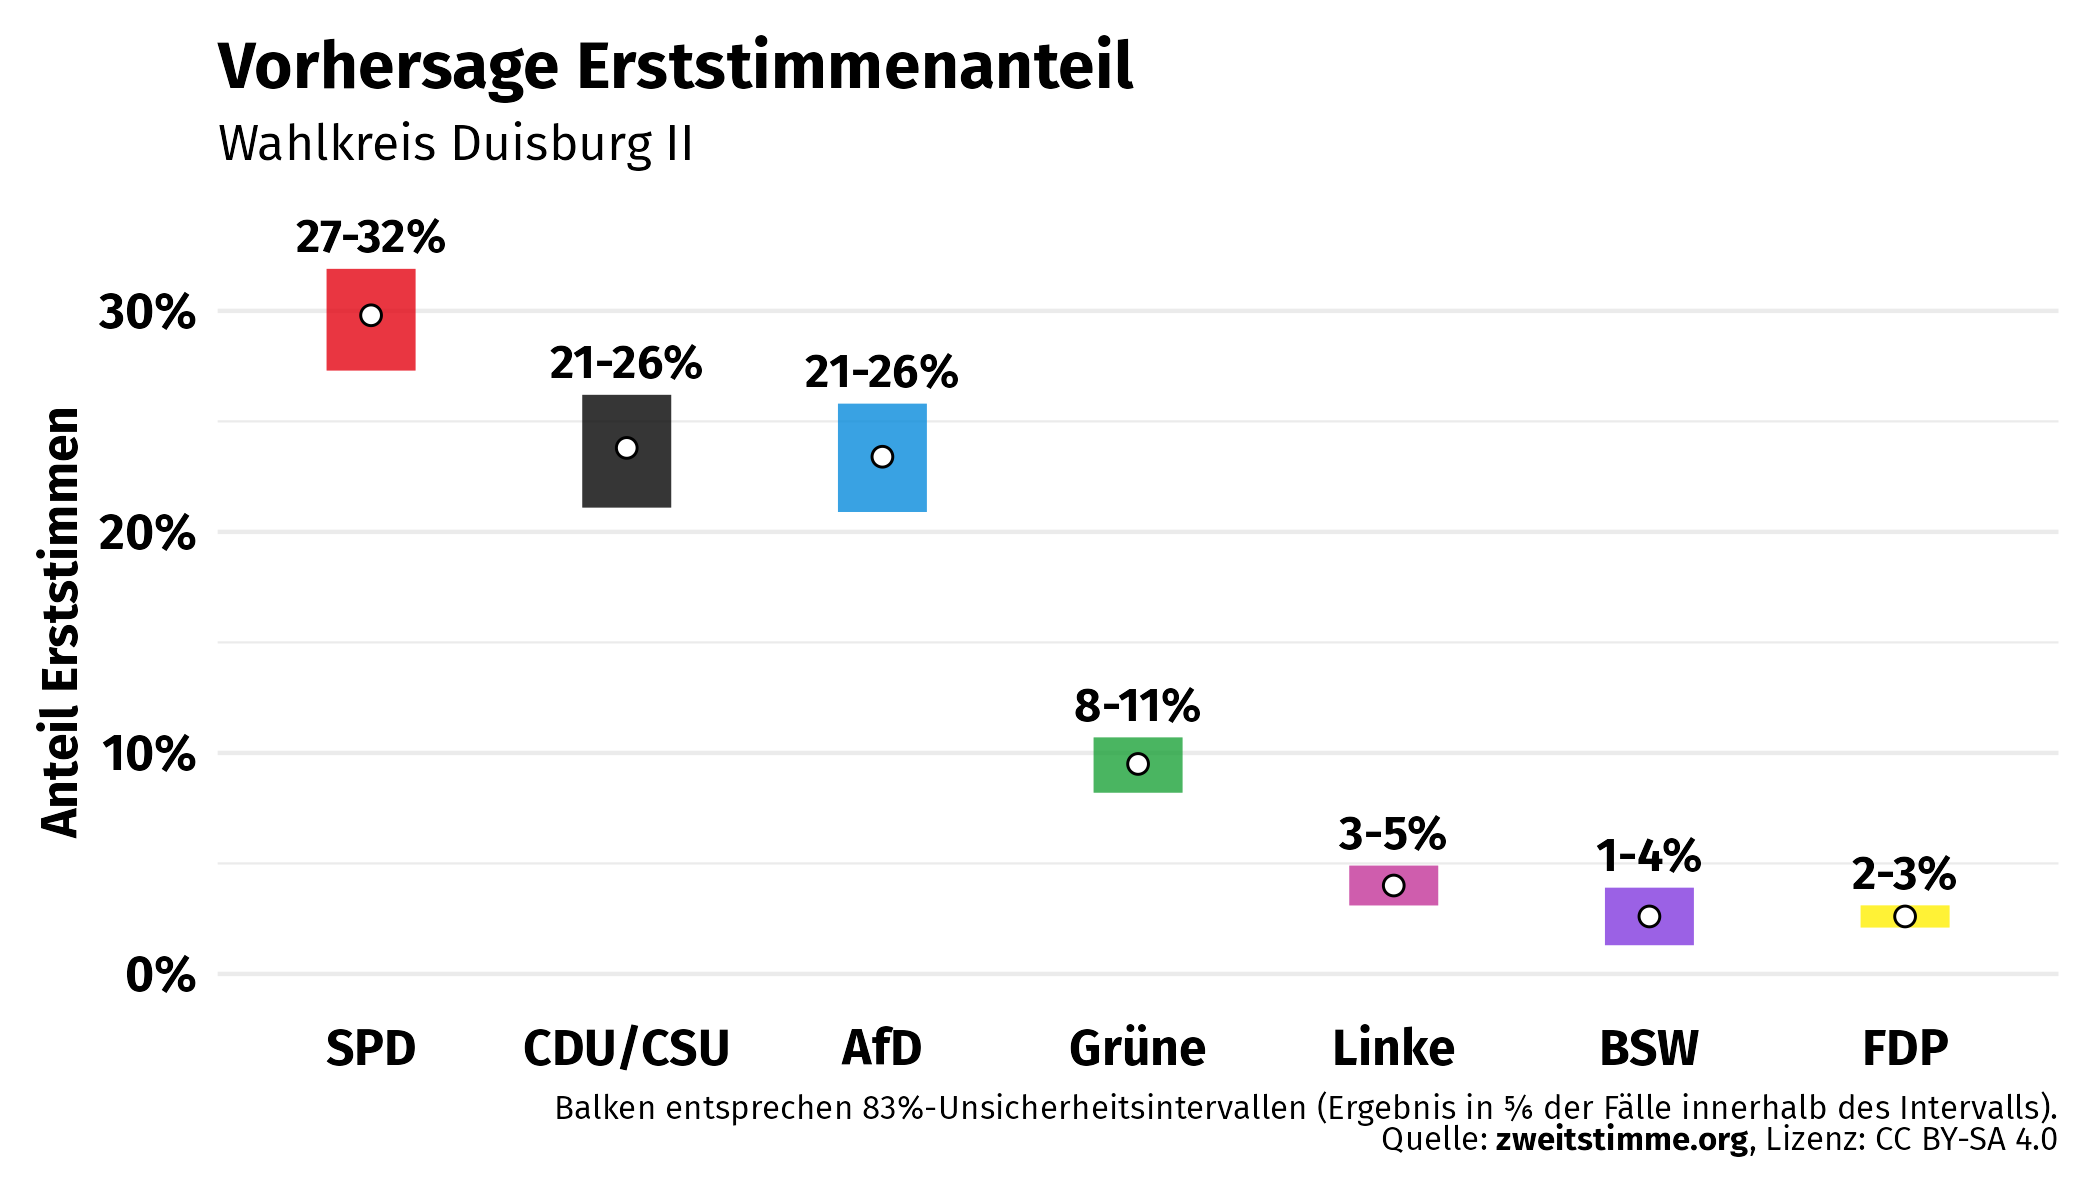 Vorhersage Erststimmenanteil
Wahlkreis Duisburg II
Anteil Erststimmen
30%
20%
10%
0%
27-32%
21-26%
21-26%
8-11%
3-5%
1-4%
2-3%
SPD
CDU/CSU
AfD
Grüne
Linke
BSW
FDP
Balken entsprechen 83%-Unsicherheitsintervallen (Ergebnis in ⅚ der Fälle innerhalb des Intervalls).
Quelle: zweitstimme.org, Lizenz: CC BY-SA 4.0